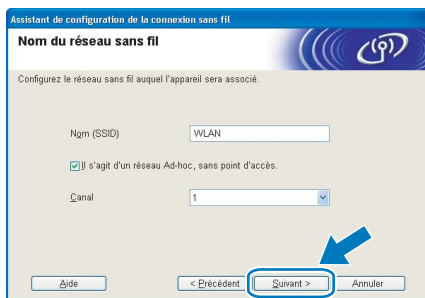 Assistant de configuration de la connexion sans fil
Nom du réseau sans fil
Configurez le réseau sans fil auquel l'appareil sera associé.
Nom (SSID) WLAN
Il s'agit d'un réseau Ad-hoc, sans point d'accès.
Canal 1
Aide < Précédent Suivant > Annuler